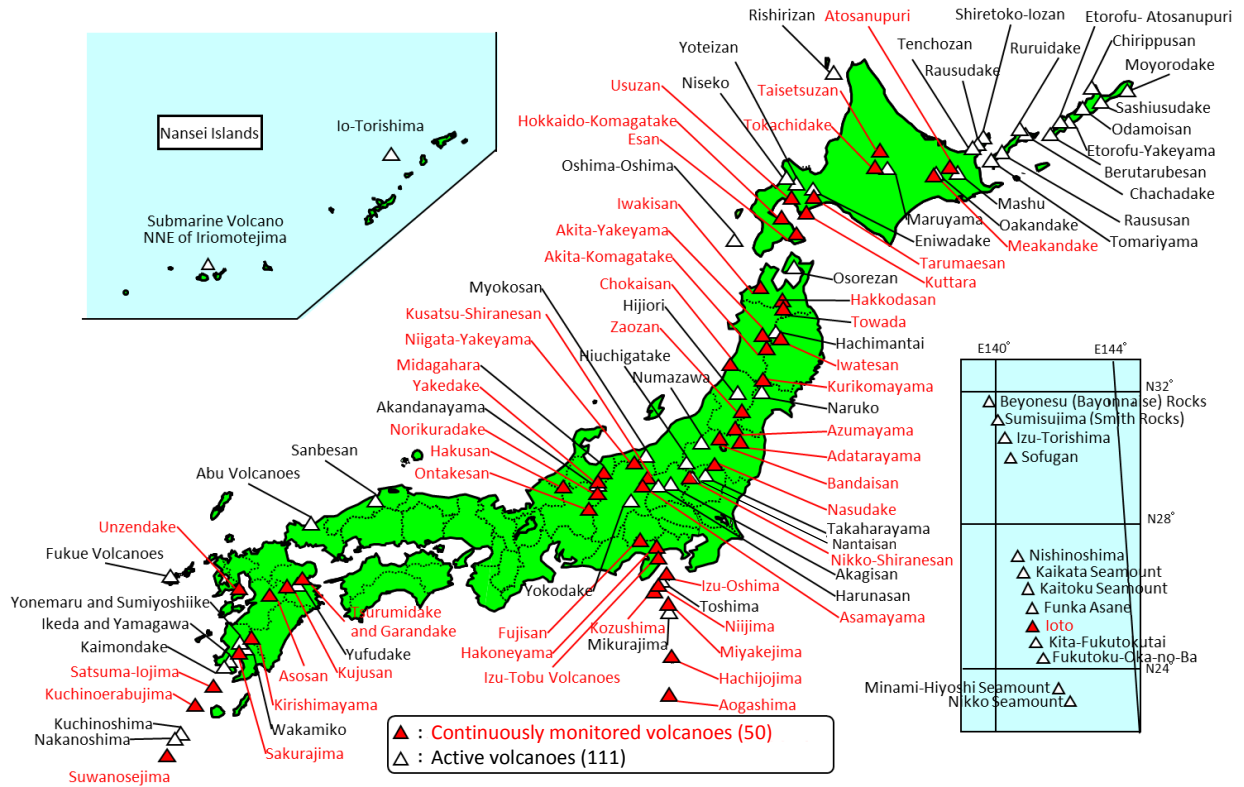 Nansei Islands
Io-Torishima
Submarine Volcano
NNE of Iriomotejima
Rishirizan
Yoteizan
Niseko
Usuzan
Hokkaido-Komagatake
Esan
Oshima-Oshima
Taisetsuzan
Tokachidake
Atosanupuri
Tenchozan
Rausudake
Shiretoko-Iozan
Ruruidake
Etorofu- Atosanupuri
Chirippusan
Moyorodake
Sashiusudake
Odamoisan
Etorofu-Yakeyama
Berutarubesan
Chachadake
Raususan
Tomariyama
Mashu
Oakandake
Meakandake
Maruyama
Eniwadake
Tarumaesan
Kuttara
Osorezan
Iwakisan
Akita-Yakeyama
Akita-Komagatake
Chokaisan
Myokosan
Hijiori
Kusatsu-Shiranesan
Zaozan
Niigata-Yakeyama
Hiuchigatake
Midagahara
Numazawa
Yakedake
Akandanayama
Norikuradake
Hakusan
Ontakesan
Hakkodasan
Towada
Hachimantai
Iwatesan
Kurikomayama
Naruko
Azumayama
Adatarayama
Bandaisan
Nasudake
Takaharayama
Nantaisan
Nikko-Shiranesan
Akagisan
Harunasan
Asamayama
Sanbesan
Abu Volcanoes
Unzendake
Fukue Volcanoes
Yonemaru and Sumiyoshiike
Ikeda and Yamagawa
Kaimondake
Satsuma-Iojima
Kuchinoerabujima
Kuchinoshima
Nakanoshima
Suwanosejima
Tsurumidake
and Garandake
Yufudake
Kujusan
Asosan
Kirishimayama
Wakamiko
Sakurajima
Yokodake
Fujisan
Hakoneyama
Izu-Tobu Volcanoes
Izu-Oshima
Toshima
Niijima
Kozushima
Mikurajima
Miyakejima
Hachijojima
Aogashima
E140° E144°
N32°
Beyonesu (Bayonnaise) Rocks
Sumisujima (Smith Rocks)
Izu-Torishima
Sofugan
N28°
Nishinoshima
Kaikata Seamount
Kaitoku Seamount
Funka Asane
Ioto
Kita-Fukutokutai
Fukutoku-Oka-no-Ba
N24°
Minami-Hiyoshi Seamount
Nikko Seamount
: Continuously monitored volcanoes (50)
: Active volcanoes (111)